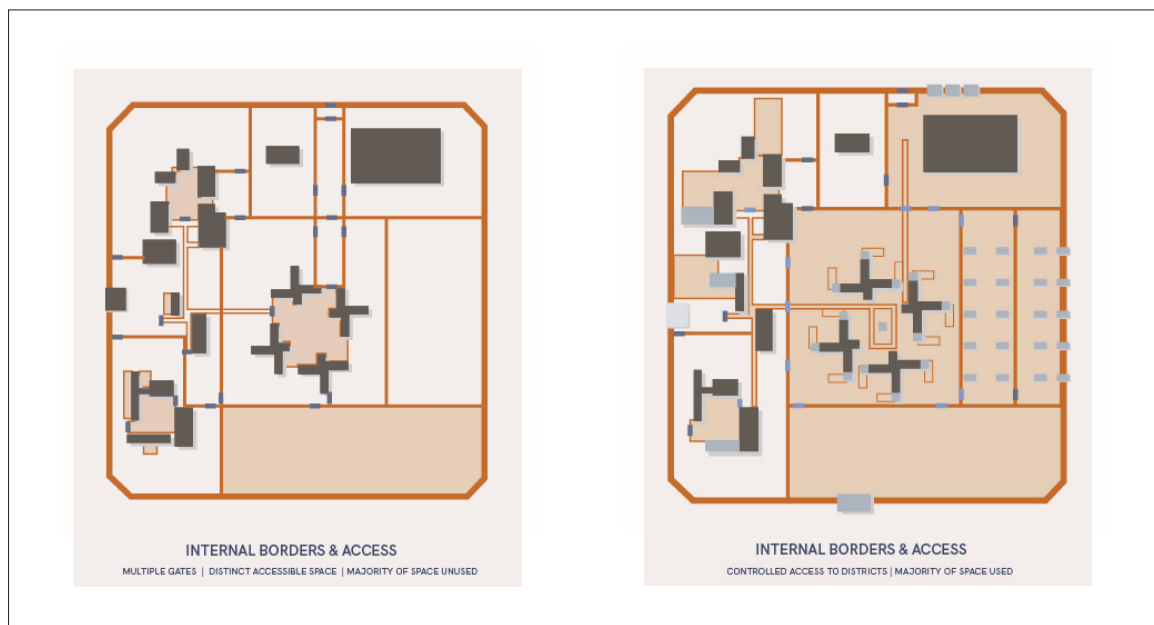 INTERNAL BORDERS & ACCESS
MULTIPLE GATES | DISTINCT ACCESSIBLE SPACE | MAJORITY OF SPACE UNUSED
INTERNAL BORDERS & ACCESS
CONTROLLED ACCESS TO DISTRICTS | MAJORITY OF SPACE USED